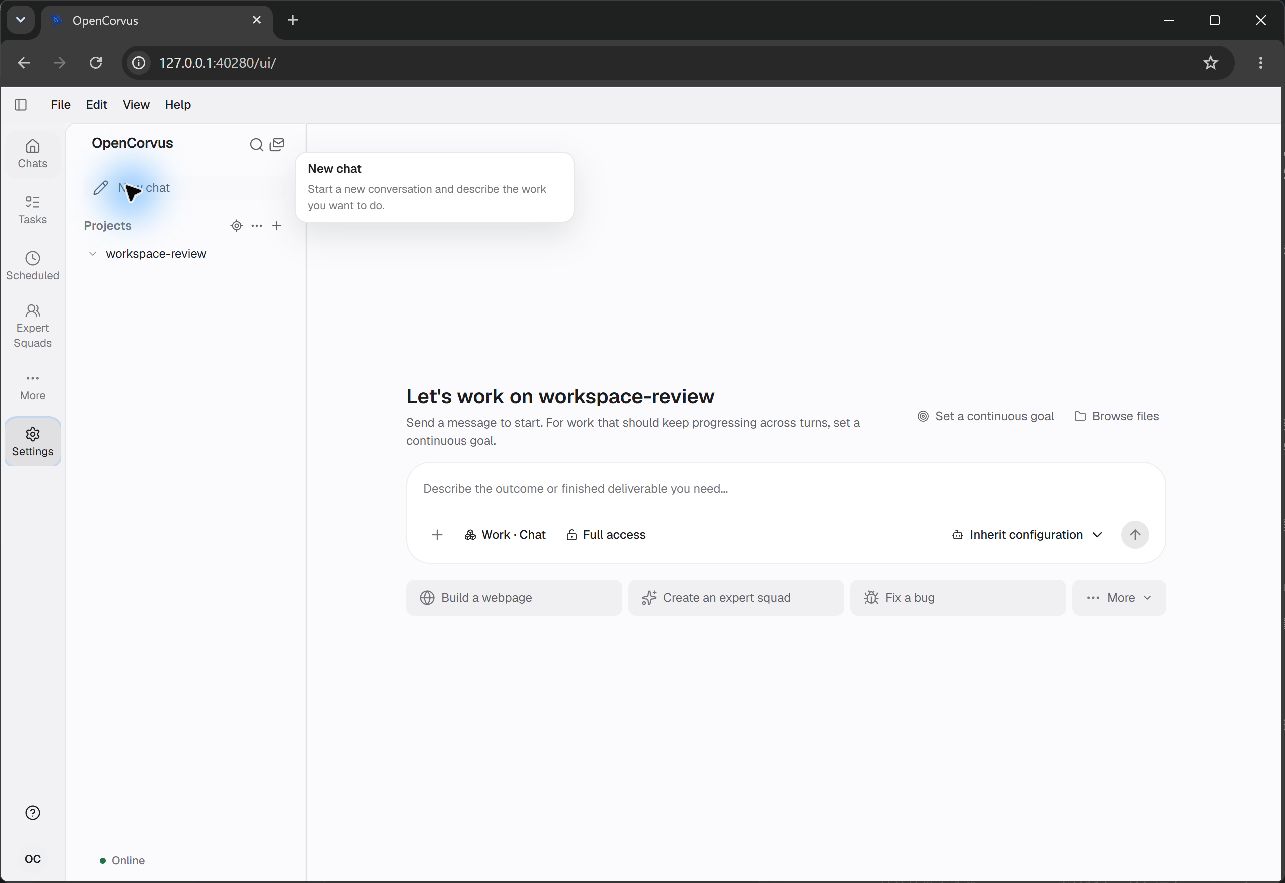 OpenCorvus
127.0.0.1:40280/ui/
File Edit View Help
Chats
Tasks
Scheduled
Expert
Squads
More
Settings
OC
OpenCorvus
New chat
Projects
workspace-review
Online
New chat
Start a new conversation and describe the work
you want to do.
Let's work on workspace-review
Send a message to start. For work that should keep progressing across turns, set a
continuous goal.
Set a continuous goal Browse files
Describe the outcome or finished deliverable you need...
Work · Chat Full access Inherit configuration
Build a webpage Create an expert squad Fix a bug More